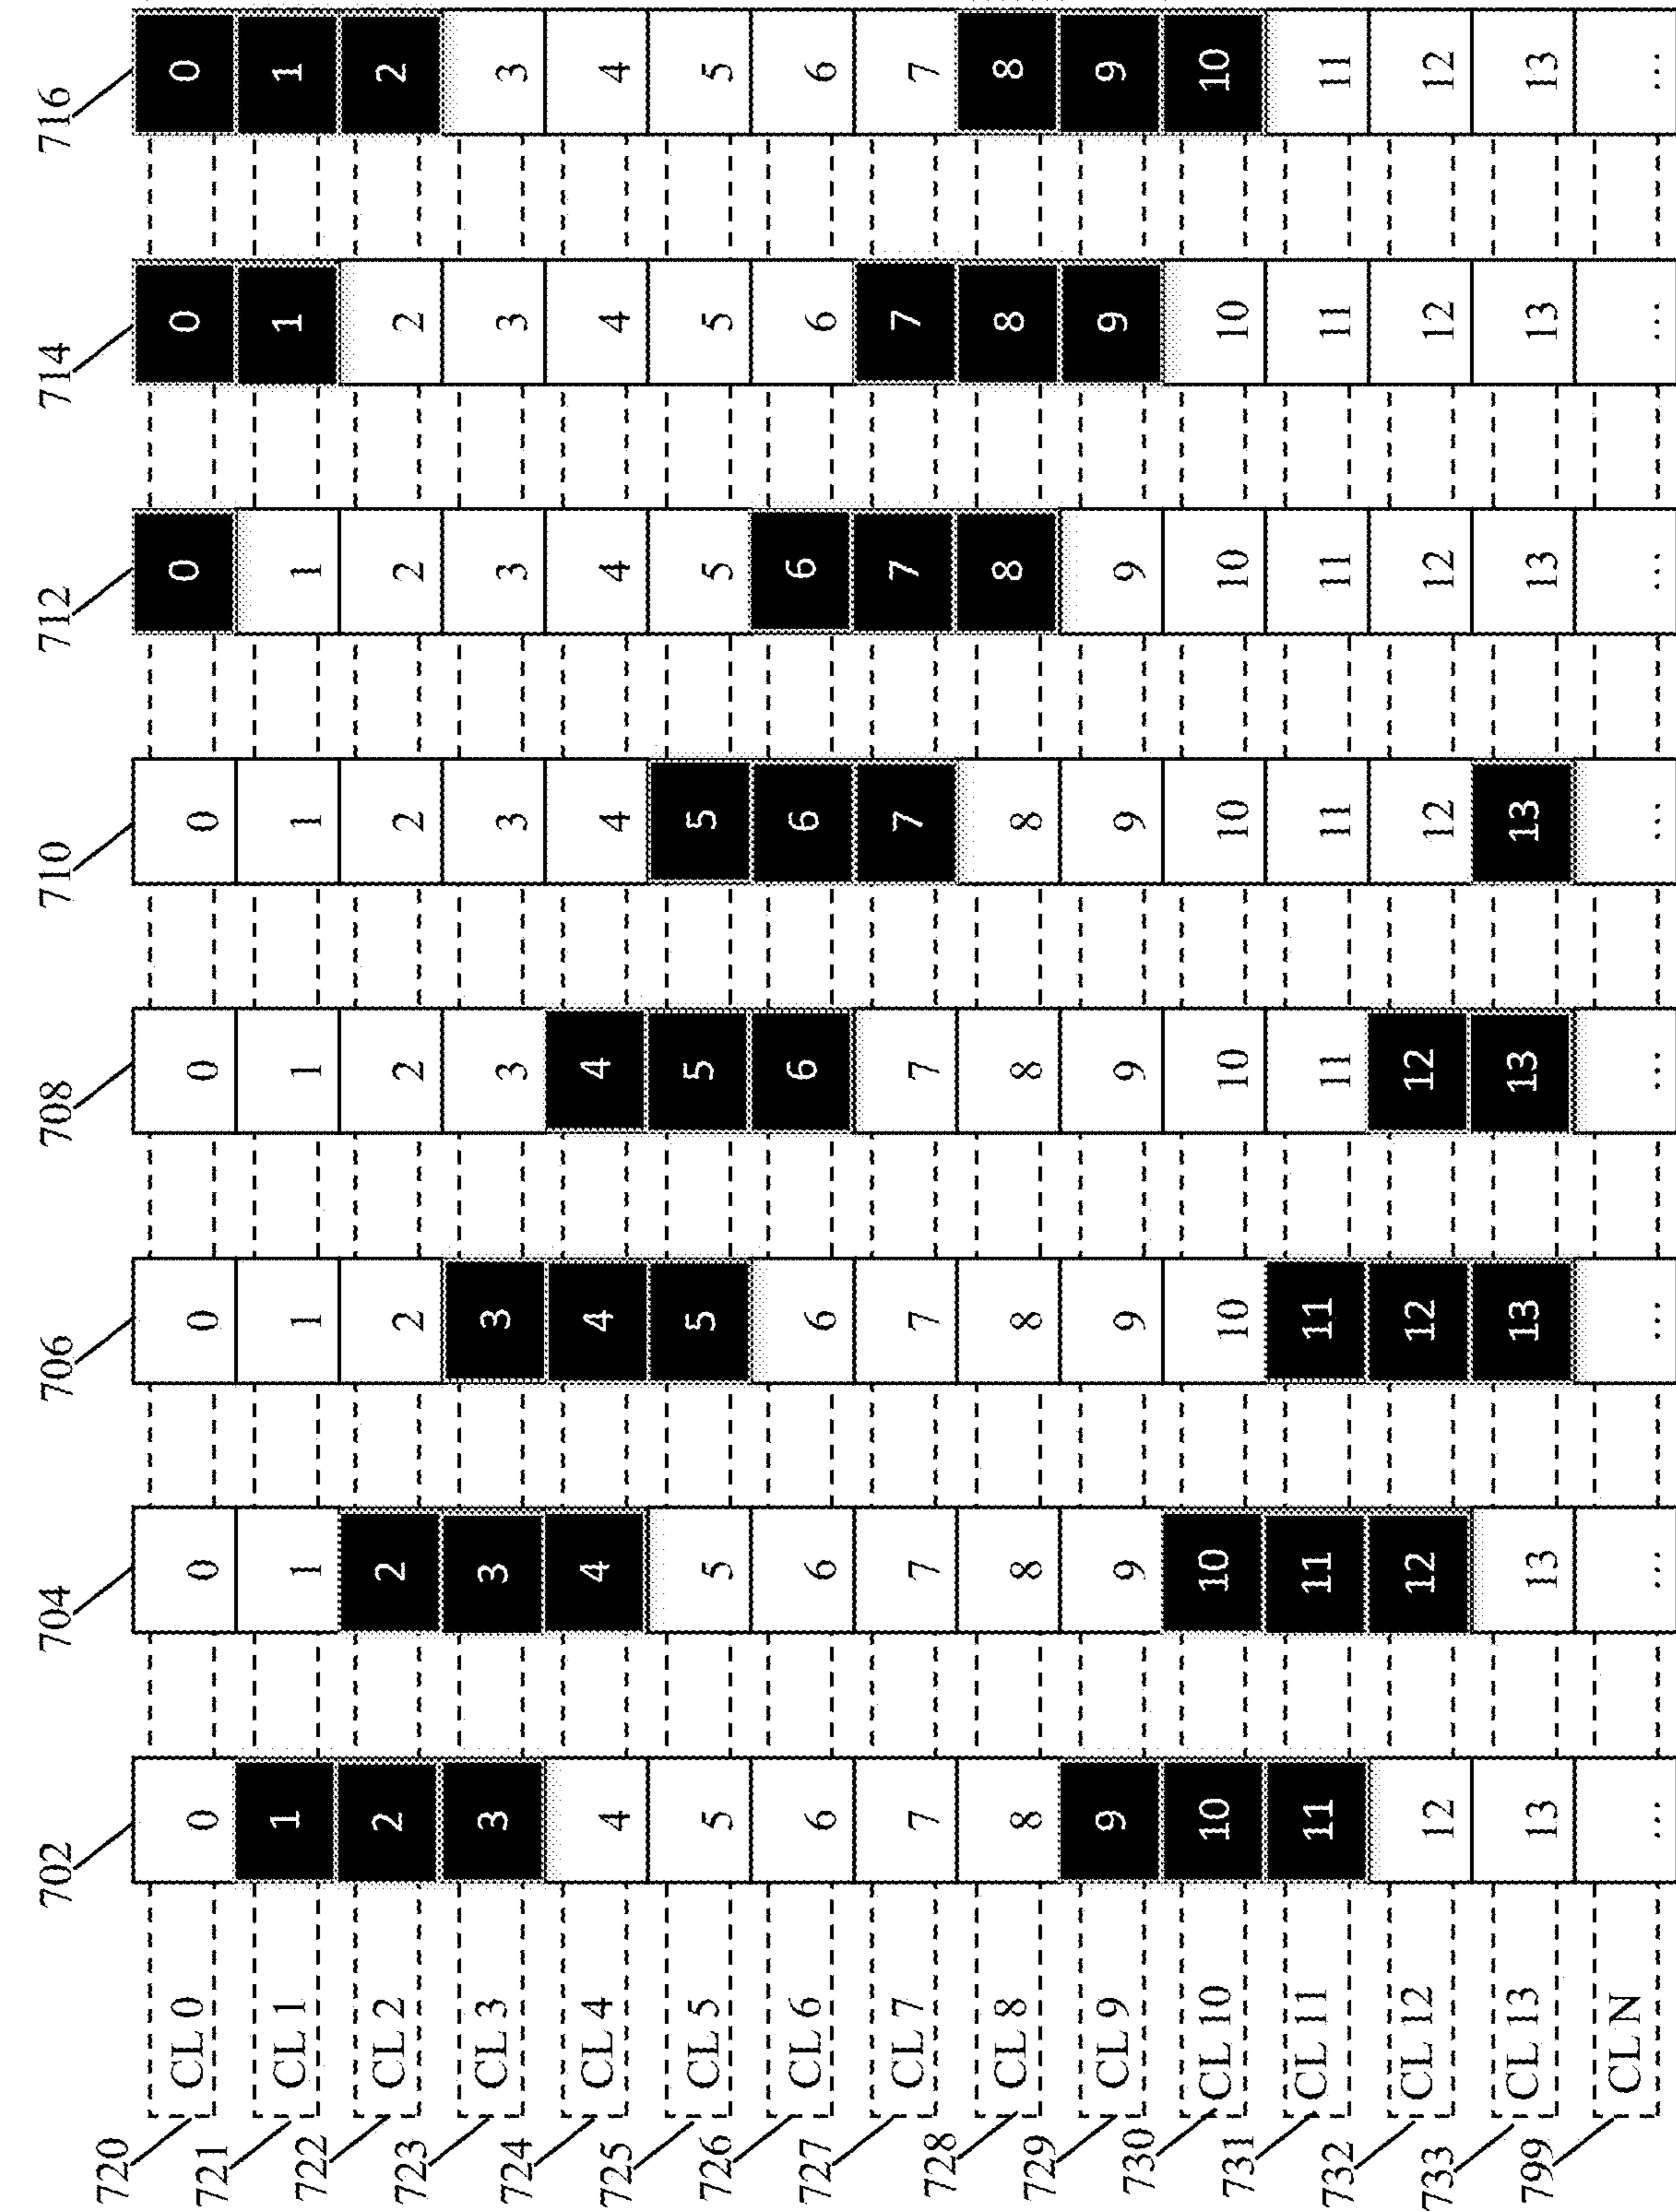 702 704 706 708 710 712 714 716
720 CL 0 0 0 0 0 0 0 0 0
721 CL 1 1 1 1 1 1 1 1 1
722 CL 2 2 2 2 2 2 2 2 2
723 CL 3 3 3 3 3 3 3 3 3
724 CL 4 4 4 4 4 4 4 4 4
725 CL 5 5 5 5 5 5 5 5 5
726 CL 6 6 6 6 6 6 6 6 6
727 CL 7 7 7 7 7 7 7 7 7
728 CL 8 8 8 8 8 8 8 8 8
729 CL 9 9 9 9 9 9 9 9 9
730 CL 10 10 10 10 10 10 10 10 10
731 CL 11 11 11 11 11 11 11 11 11
732 CL 12 12 12 12 12 12 12 12 12
733 CL 13 13 13 13 13 13 13 13 13
799 CL N ... ... ... ... ... ... ... ...